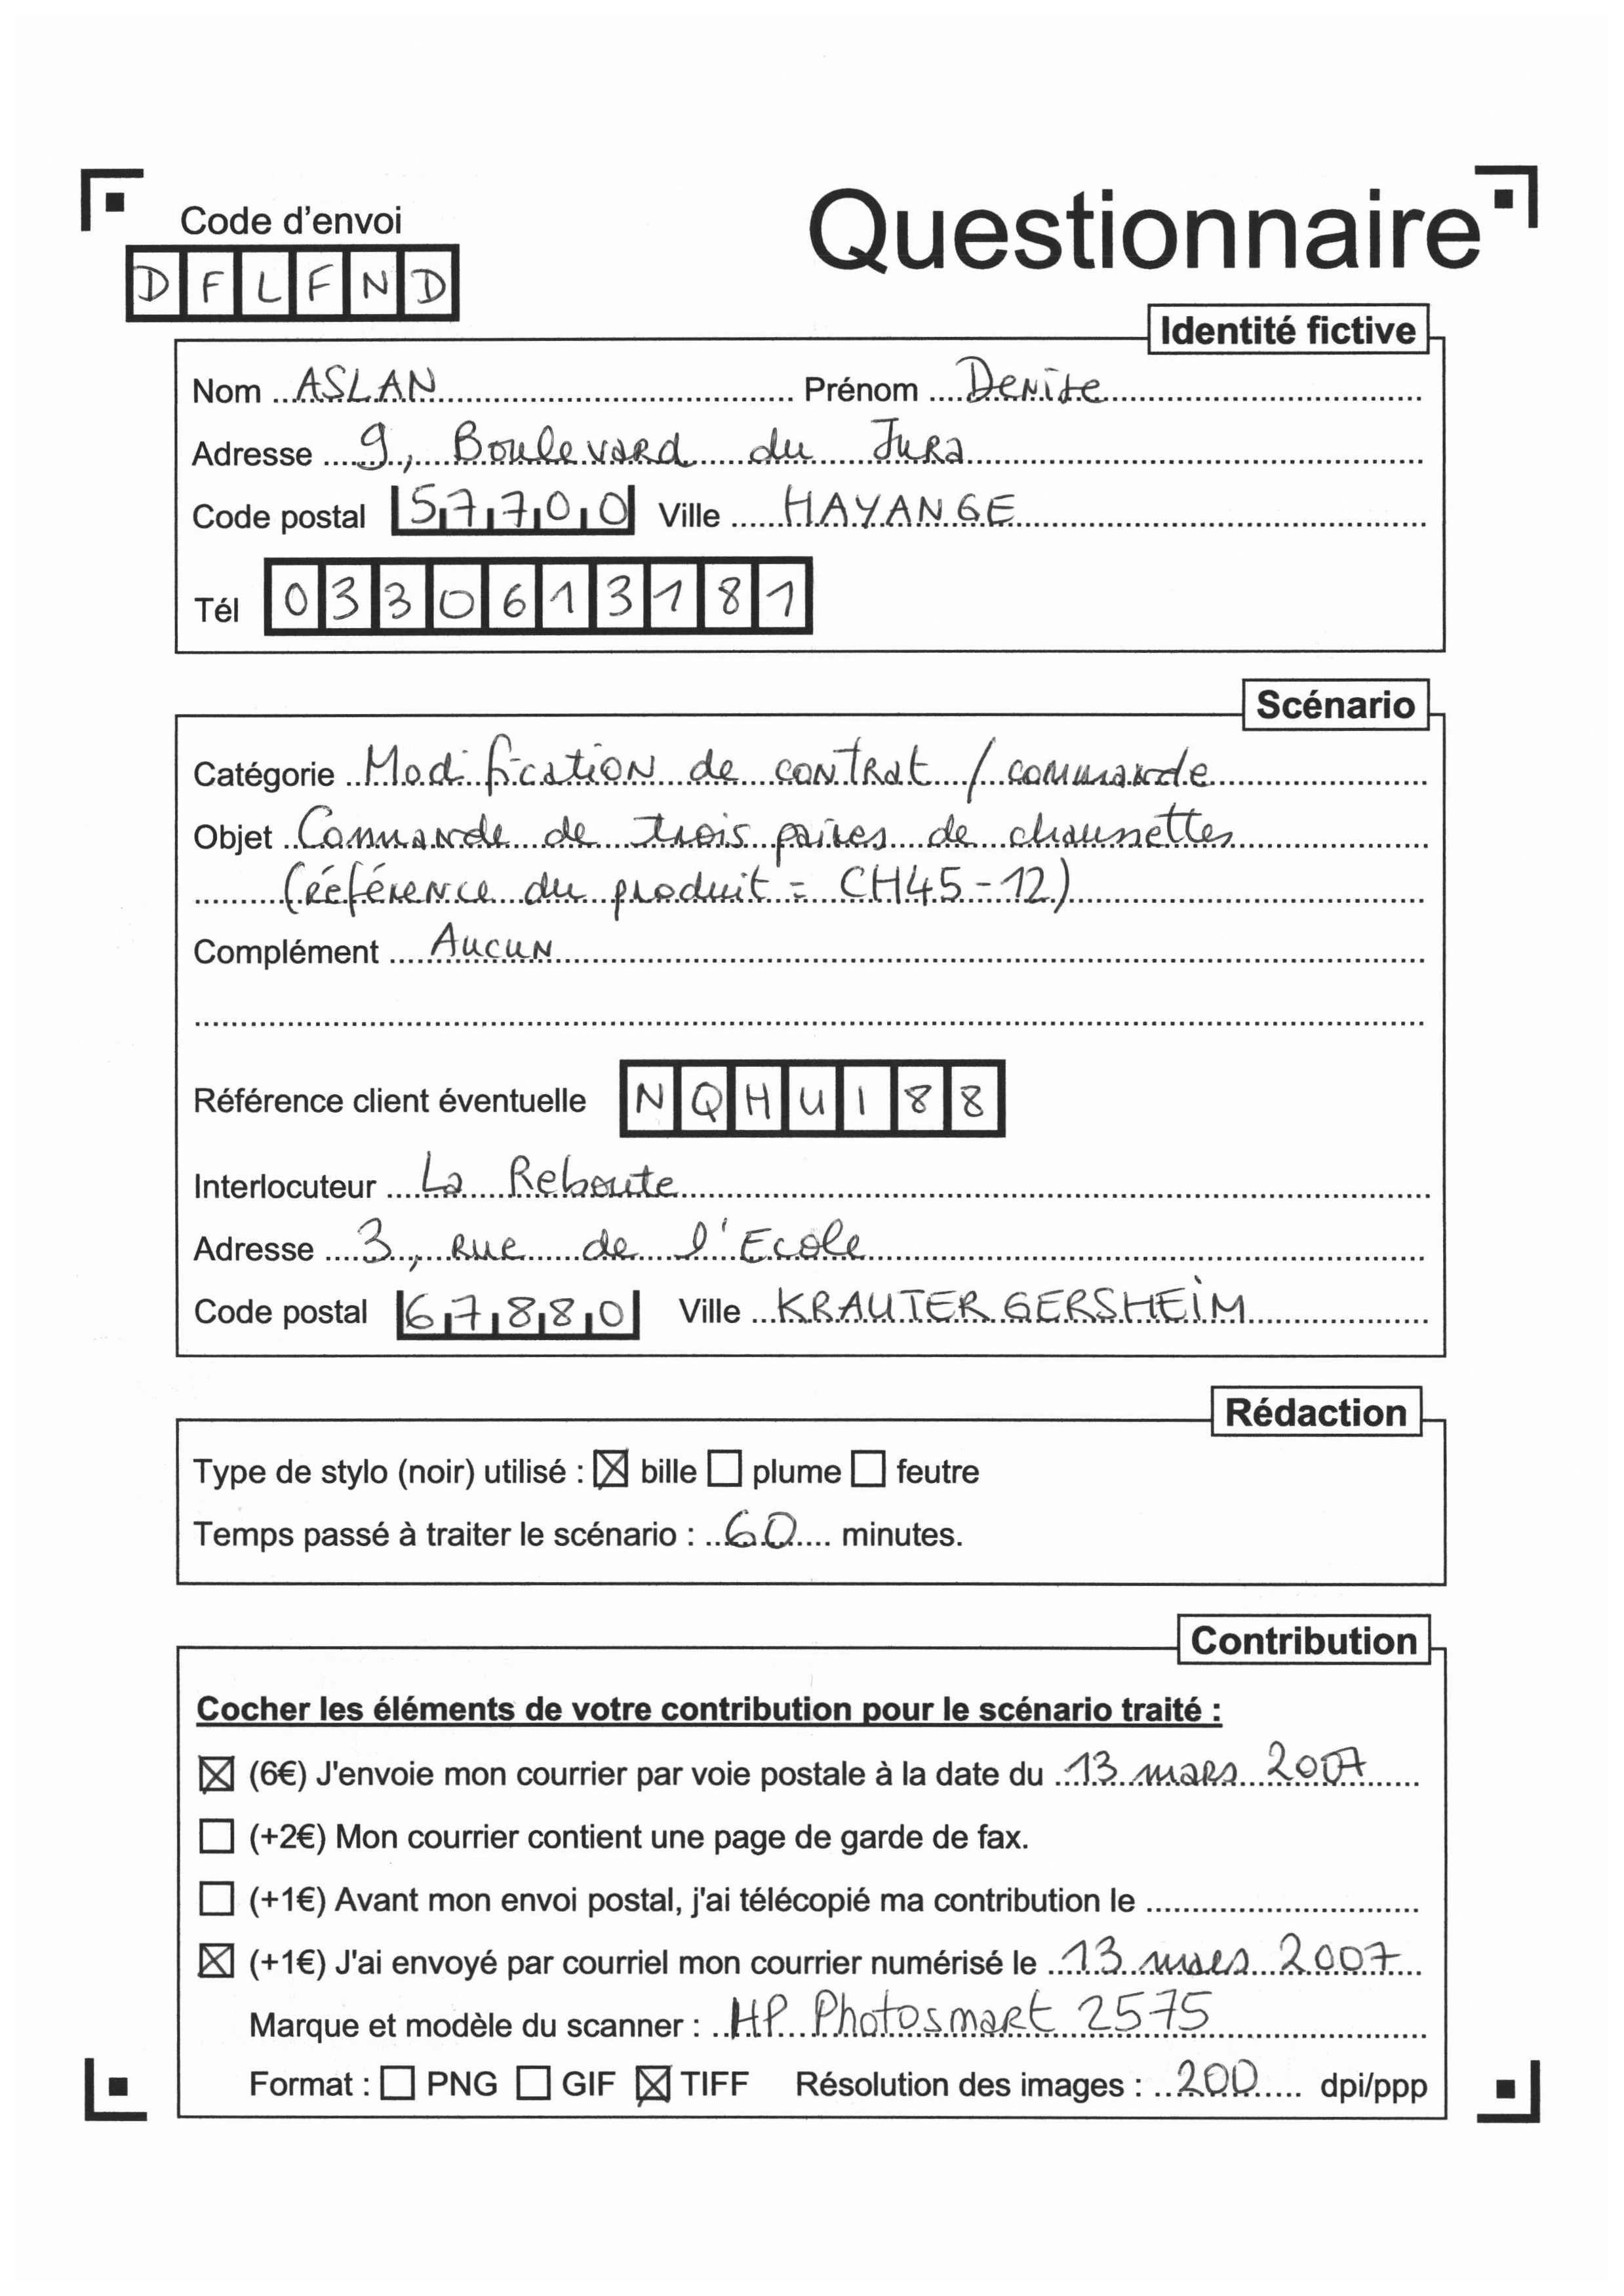 Code d'envoi
Questionnaire
DFLFND
Identité fictive
Nom ASLAN Prénom
Adresse 9, Boulevard du Jura
Code postal 57700 Ville HAYANGE
Tél 0330613181
Scénario
Catégorie Modification de contrat / commande
Objet Commande de trois paires de chaussettes
(référence du produit = CH45-12)
Complément Aucun
Référence client éventuelle NQHUI88
Interlocuteur La Reboute
Adresse 3, rue de l'Ecole
Code postal 67880 Ville KRAUTERGERSHEIM
Rédaction
Type de stylo (noir) utilisé : ☒ bille ☐ plume ☐ feutre
Temps passé à traiter le scénario : 60 minutes.
Contribution
Cocher les éléments de votre contribution pour le scénario traité :
☒ (6€) J'envoie mon courrier par voie postale à la date du 13 mars 2007
☐ (+2€) Mon courrier contient une page de garde de fax.
☐ (+1€) Avant mon envoi postal, j'ai télécopié ma contribution le
☒ (+1€) J'ai envoyé par courriel mon courrier numérisé le 13 mars 2007
Marque et modèle du scanner : HP Photosmart 2575
Format : ☐ PNG ☐ GIF ☒ TIFF Résolution des images : 200 dpi/ppp